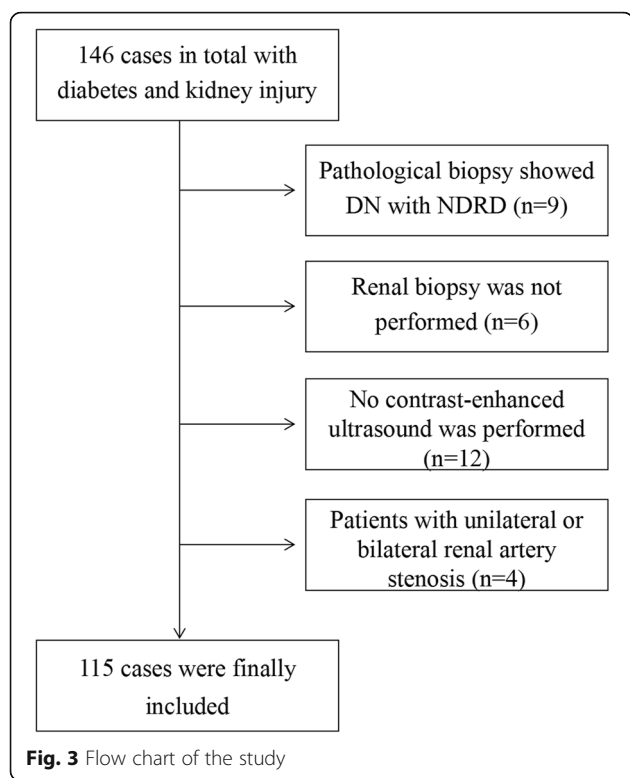 146 cases in total with
diabetes and kidney injury
Pathological biopsy showed
DN with NDRD (n=9)
Renal biopsy was not
performed (n=6)
No contrast-enhanced
ultrasound was performed
(n=12)
Patients with unilateral or
bilateral renal artery
stenosis (n=4)
115 cases were finally
included
Fig. 3 Flow chart of the study